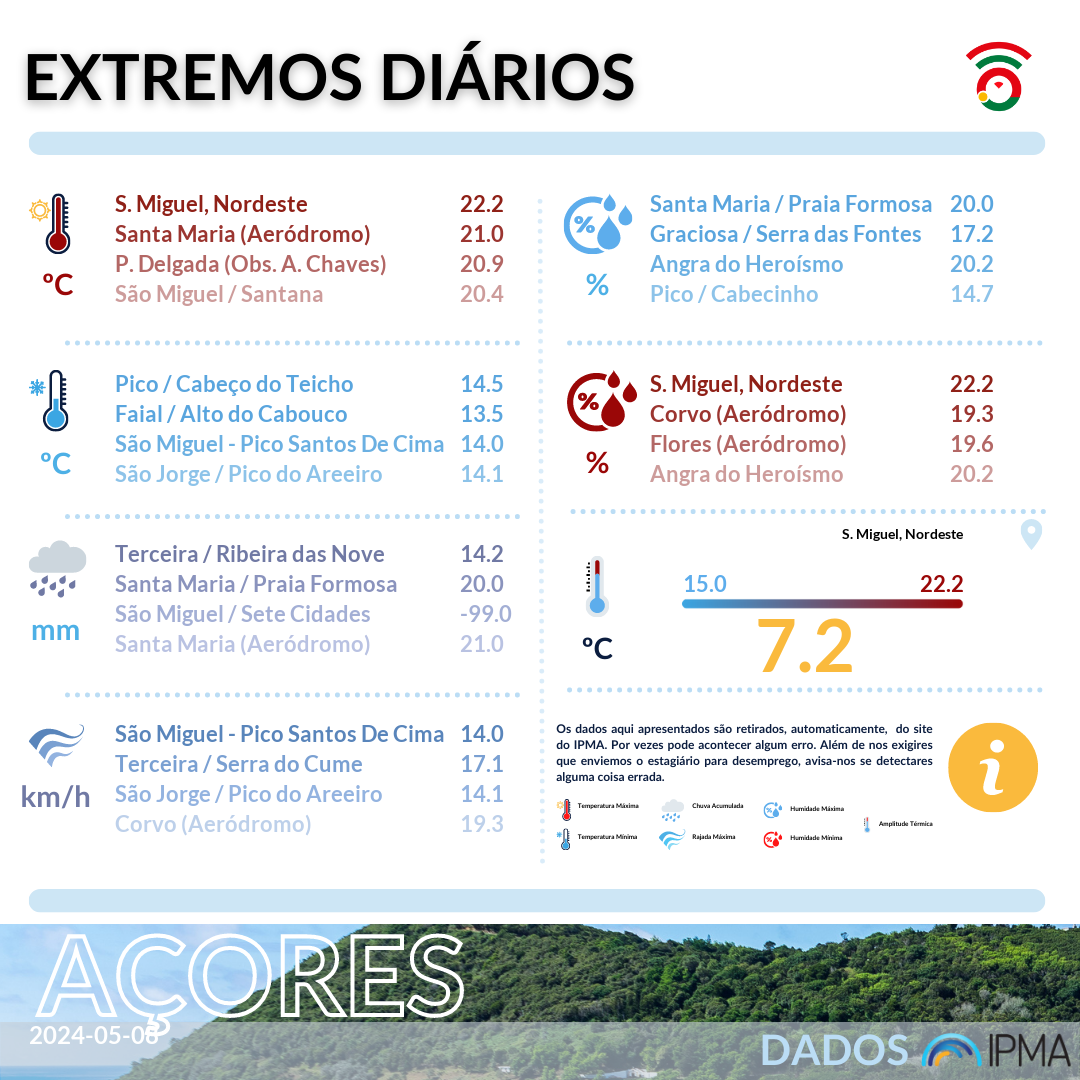 EXTREMOS DIÁRIOS
S. Miguel, Nordeste 22.2
Santa Maria (Aeródromo) 21.0
P. Delgada (Obs. A. Chaves) 20.9
São Miguel / Santana 20.4
ºC
Pico / Cabeço do Teicho 14.5
Faial / Alto do Cabouco 13.5
São Miguel - Pico Santos De Cima 14.0
São Jorge / Pico do Areeiro 14.1
ºC
Terceira / Ribeira das Nove 14.2
Santa Maria / Praia Formosa 20.0
São Miguel / Sete Cidades -99.0
Santa Maria (Aeródromo) 21.0
mm
São Miguel - Pico Santos De Cima 14.0
Terceira / Serra do Cume 17.1
São Jorge / Pico do Areeiro 14.1
Corvo (Aeródromo) 19.3
km/h
%
Santa Maria / Praia Formosa 20.0
Graciosa / Serra das Fontes 17.2
Angra do Heroísmo 20.2
Pico / Cabecinho 14.7
%
%
S. Miguel, Nordeste 22.2
Corvo (Aeródromo) 19.3
Flores (Aeródromo) 19.6
Angra do Heroísmo 20.2
%
S. Miguel, Nordeste
15.0 22.2
7.2
ºC
Os dados aqui apresentados são retirados, automaticamente, do site
do IPMA. Por vezes pode acontecer algum erro. Além de nos exigires
que enviemos o estagiário para desemprego, avisa-nos se detectares
alguma coisa errada.
i
Temperatura Máxima
Chuva Acumulada
Humidade Máxima
Amplitude Térmica
Temperatura Mínima
Rajada Máxima
Humidade Mínima
AÇORES
2024-05-08
DADOS IPMA